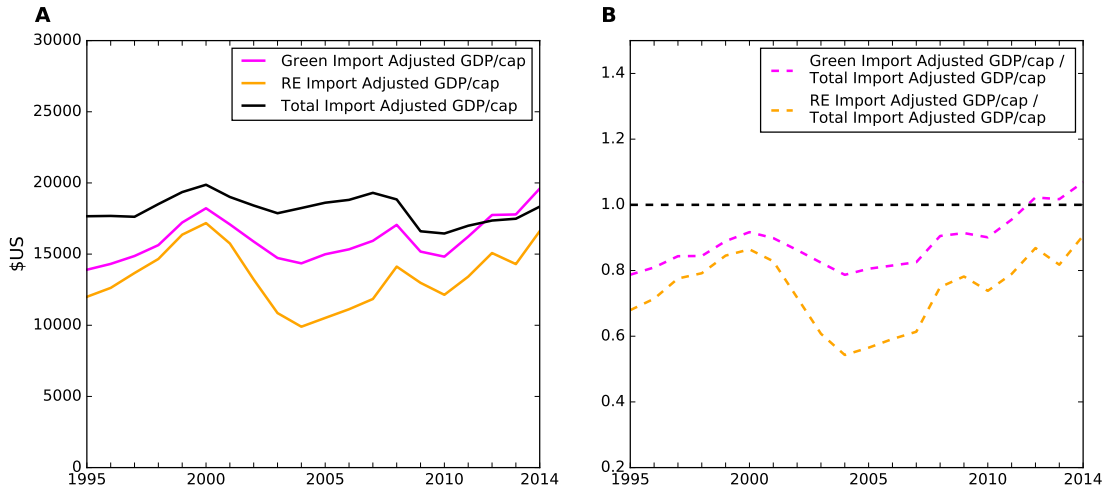 A
30000
25000
20000
15000
10000
5000
0
$US
Green Import Adjusted GDP/cap
RE Import Adjusted GDP/cap
Total Import Adjusted GDP/cap
1995
2000
2005
2010
2014
B
1.4
1.2
1.0
0.8
0.6
0.4
0.2
Green Import Adjusted GDP/cap /
Total Import Adjusted GDP/cap
RE Import Adjusted GDP/cap /
Total Import Adjusted GDP/cap
1995
2000
2005
2010
2014